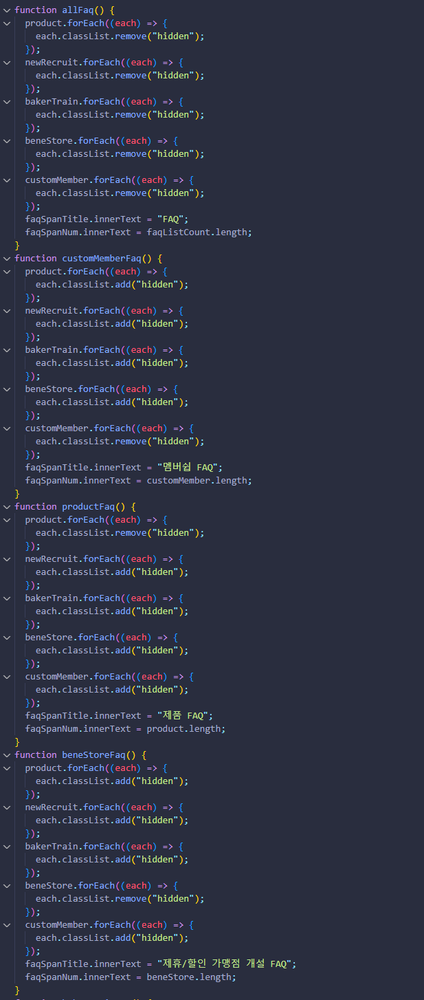 function allFaq() {
  product.forEach((each) => {
    each.classList.remove("hidden");
  });
  newRecruit.forEach((each) => {
    each.classList.remove("hidden");
  });
  bakerTrain.forEach((each) => {
    each.classList.remove("hidden");
  });
  beneStore.forEach((each) => {
    each.classList.remove("hidden");
  });
  customMember.forEach((each) => {
    each.classList.remove("hidden");
  });
  faqSpanTitle.innerText = "FAQ";
  faqSpanNum.innerText = faqListCount.length;
}
function customMemberFaq() {
  product.forEach((each) => {
    each.classList.add("hidden");
  });
  newRecruit.forEach((each) => {
    each.classList.add("hidden");
  });
  bakerTrain.forEach((each) => {
    each.classList.add("hidden");
  });
  beneStore.forEach((each) => {
    each.classList.add("hidden");
  });
  customMember.forEach((each) => {
    each.classList.remove("hidden");
  });
  faqSpanTitle.innerText = "멤버쉽 FAQ";
  faqSpanNum.innerText = customMember.length;
}
function productFaq() {
  product.forEach((each) => {
    each.classList.remove("hidden");
  });
  newRecruit.forEach((each) => {
    each.classList.add("hidden");
  });
  bakerTrain.forEach((each) => {
    each.classList.add("hidden");
  });
  beneStore.forEach((each) => {
    each.classList.add("hidden");
  });
  customMember.forEach((each) => {
    each.classList.add("hidden");
  });
  faqSpanTitle.innerText = "제품 FAQ";
  faqSpanNum.innerText = product.length;
}
function beneStoreFaq() {
  product.forEach((each) => {
    each.classList.add("hidden");
  });
  newRecruit.forEach((each) => {
    each.classList.add("hidden");
  });
  bakerTrain.forEach((each) => {
    each.classList.add("hidden");
  });
  beneStore.forEach((each) => {
    each.classList.remove("hidden");
  });
  customMember.forEach((each) => {
    each.classList.add("hidden");
  });
  faqSpanTitle.innerText = "제휴/할인 가맹점 개설 FAQ";
  faqSpanNum.innerText = beneStore.length;
}